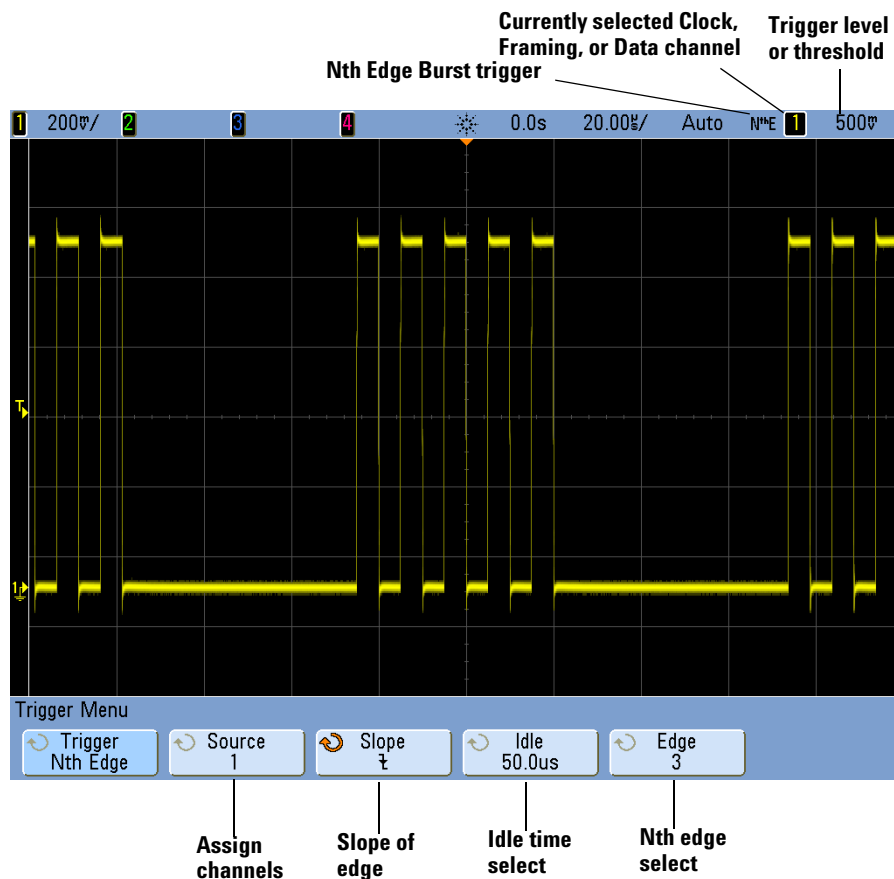 Currently selected Clock,
Framing, or Data channel
Trigger level
or threshold
Nth Edge Burst trigger
1 200mV/ 2 3 4 0.0s 20.00µs/ Auto NthE 1 500mV
T
1
Trigger Menu
Trigger
Nth Edge
Source
1
Slope
Idle
50.0us
Edge
3
Assign
channels
Slope of
edge
Idle time
select
Nth edge
select